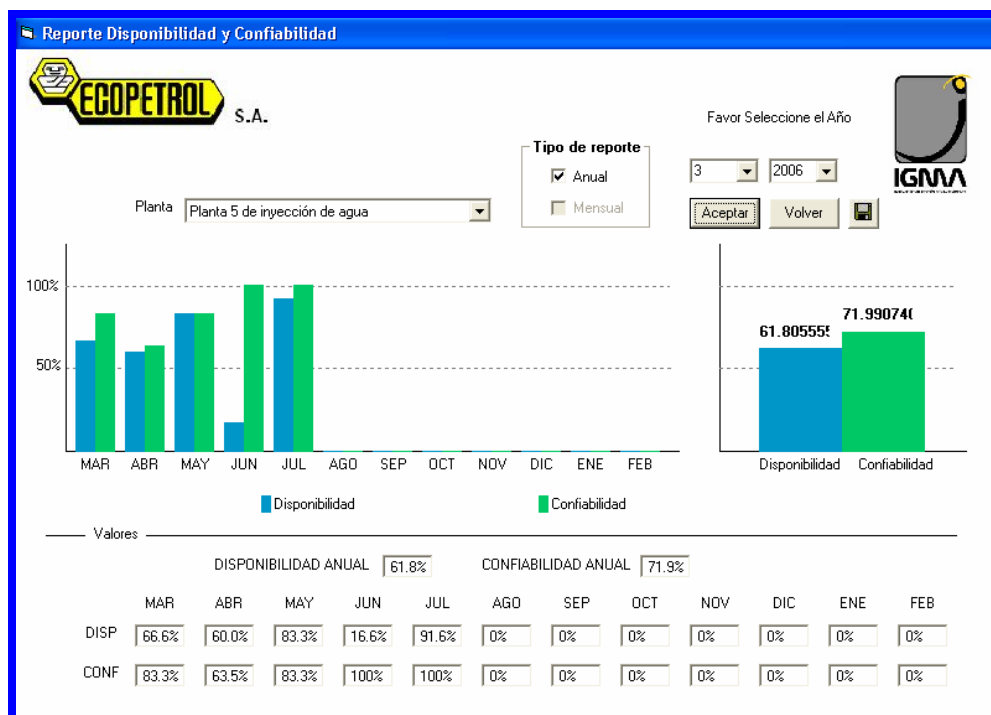 Reporte Disponibilidad y Confiabilidad
ECOPETROL S.A.
Favor Seleccione el Año
Tipo de reporte
Anual
3 2006
IGMA
Planta Planta 5 de inyección de agua
Mensual
Aceptar Volver
100%
50%
MAR ABR MAY JUN JUL AGO SEP OCT NOV DIC ENE FEB
Disponibilidad Confiabilidad
61.805555
71.990740
Disponibilidad Confiabilidad
Valores
DISPONIBILIDAD ANUAL 61.8% CONFIABILIDAD ANUAL 71.9%
MAR ABR MAY JUN JUL AGO SEP OCT NOV DIC ENE FEB
DISP 66.6% 60.0% 83.3% 16.6% 91.6% 0% 0% 0% 0% 0% 0% 0%
CONF 83.3% 63.5% 83.3% 100% 100% 0% 0% 0% 0% 0% 0% 0%